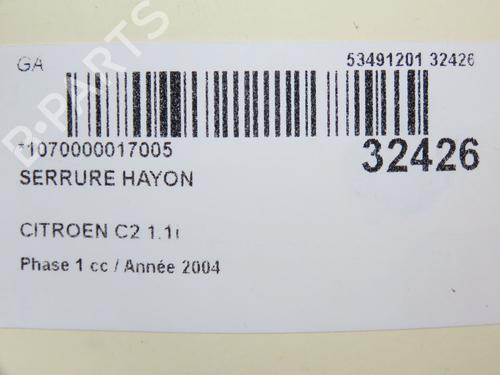 GA
53491201 32426
*1070000017005
32426
SERRURE HAYON
CITROEN C2 1.1i
Phase 1 cc / Année 2004
B-PARTS